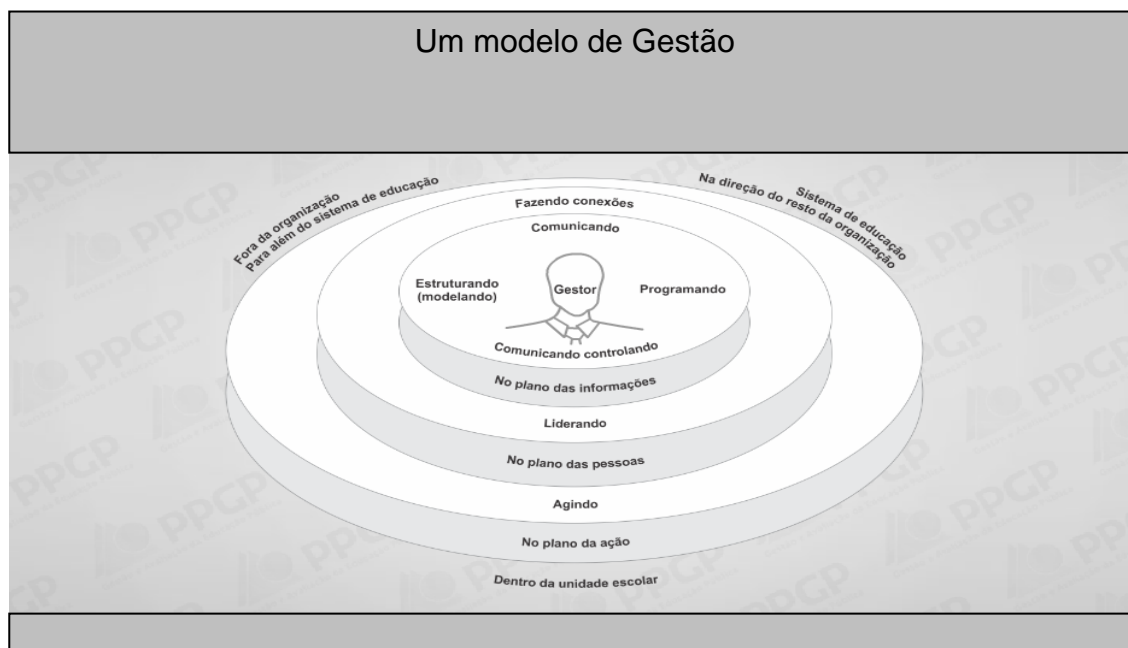 Um modelo de Gestão
Fora da organização
Para além do sistema de educação
Sistema de educação
Na direção do resto da organização
Fazendo conexões
Comunicando
Estruturando
(modelando)
Gestor
Programando
Comunicando controlando
No plano das informações
Liderando
No plano das pessoas
Agindo
No plano da ação
Dentro da unidade escolar
PPGP